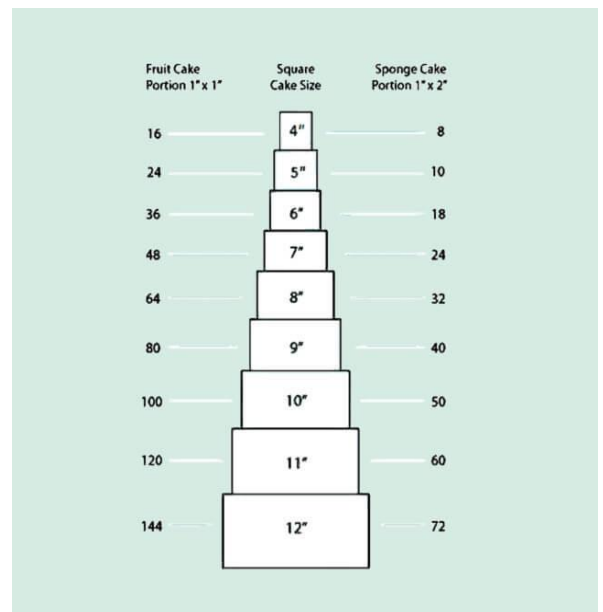 Fruit Cake Square Sponge Cake
Portion 1" x 1" Cake Size Portion 1" x 2"
16 4" 8
24 5" 10
36 6" 18
48 7" 24
64 8" 32
80 9" 40
100 10" 50
120 11" 60
144 12" 72